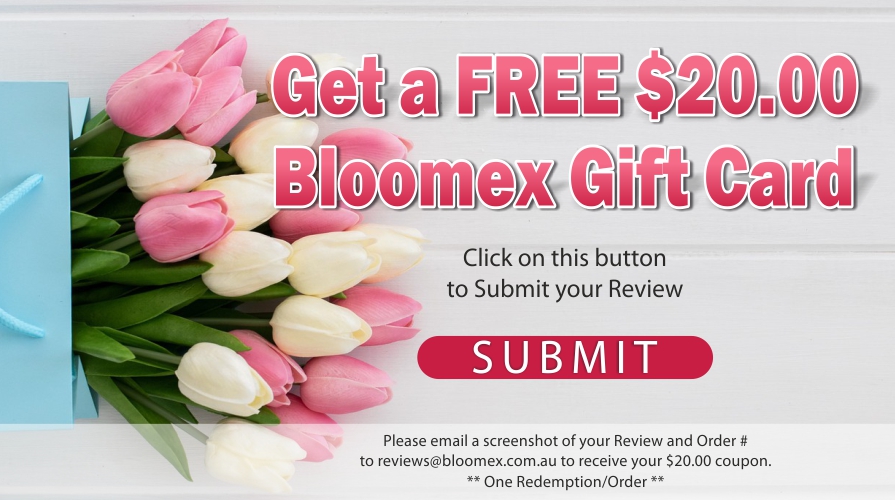 Get a FREE $20.00
Bloomex Gift Card
Click on this button
to Submit your Review
SUBMIT
Please email a screenshot of your Review and Order #
to reviews@bloomex.com.au to receive your $20.00 coupon.
** One Redemption/Order **